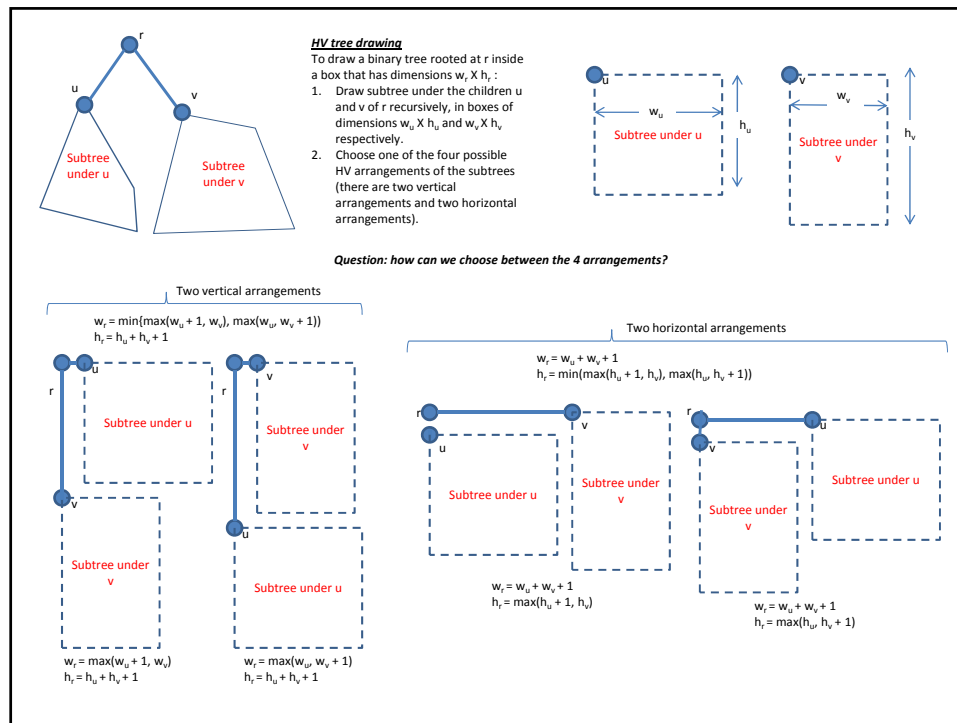 r
u
v
Subtree
under u
Subtree
under v
HV tree drawing
To draw a binary tree rooted at r inside
a box that has dimensions wr X hr :
1. Draw subtree under the children u
and v of r recursively, in boxes of
dimensions wu X hu and wv X hv
respectively.
2. Choose one of the four possible
HV arrangements of the subtrees
(there are two vertical
arrangements and two horizontal
arrangements).
u
wu
Subtree under u
hu
v
wv
Subtree under
v
hv
Question: how can we choose between the 4 arrangements?
Two vertical arrangements
wr = min{max(wu + 1, wv), max(wu, wv + 1))
hr = hu + hv + 1
r
u
Subtree under u
v
Subtree under
v
wr = max(wu + 1, wv)
hr = hu + hv + 1
r
v
Subtree under
v
u
Subtree under u
wr = max(wu, wv + 1)
hr = hu + hv + 1
Two horizontal arrangements
wr = wu + wv + 1
hr = min(max(hu + 1, hv), max(hu, hv + 1))
r
u
v
Subtree under u
Subtree under
v
wr = wu + wv + 1
hr = max(hu + 1, hv)
r
v
u
Subtree under
v
Subtree under u
wr = wu + wv + 1
hr = max(hu, hv + 1)